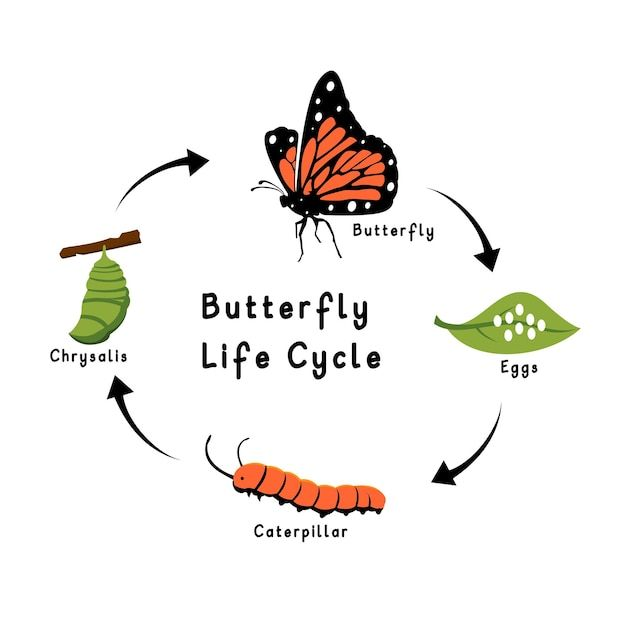 Butterfly
Butterfly
Life Cycle
Chrysalis
Eggs
Caterpillar